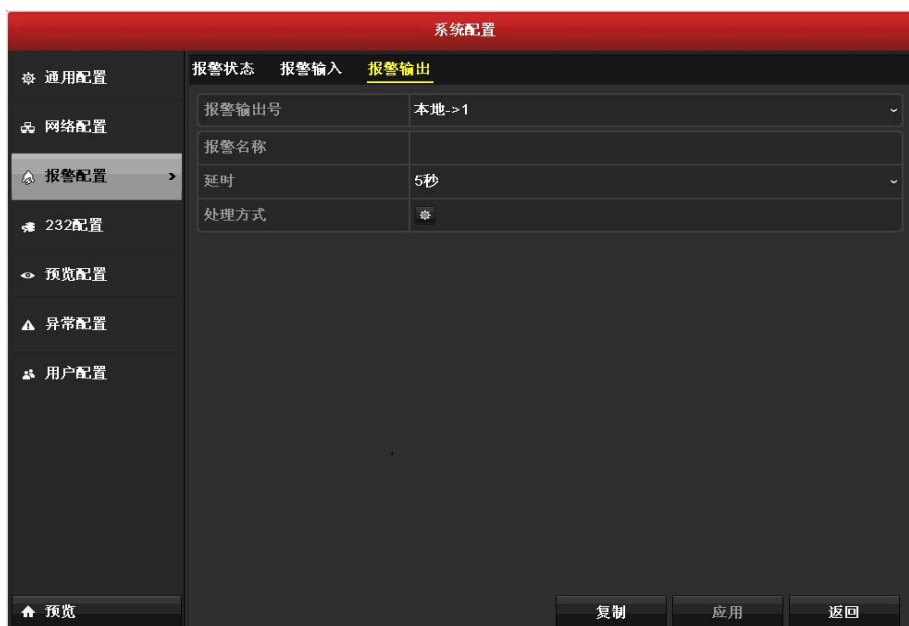 系统配置
通用配置
网络配置
报警配置
232配置
预览配置
异常配置
用户配置
预览
报警状态 报警输入 报警输出
报警输出号 本地->1
报警名称
延时 5秒
处理方式
复制 应用 返回